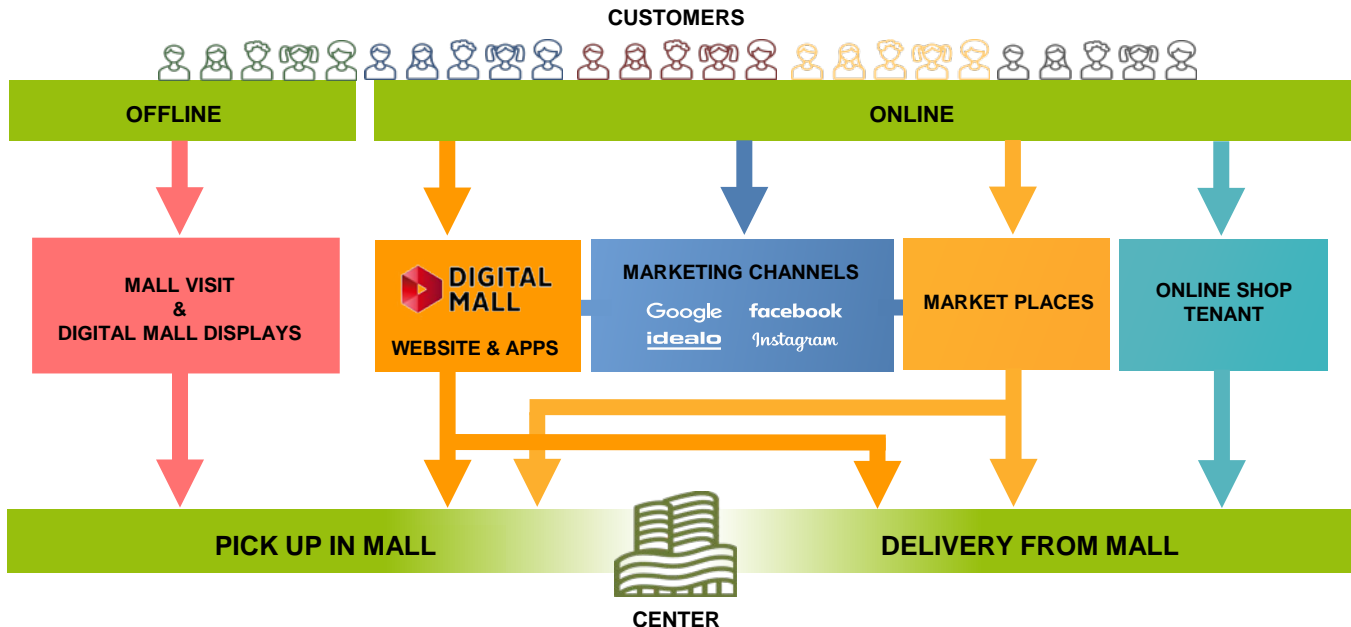 CUSTOMERS
OFFLINE
ONLINE
MALL VISIT
&
DIGITAL MALL DISPLAYS
DIGITAL
MALL
WEBSITE & APPS
MARKETING CHANNELS
Google facebook
idealo Instagram
MARKET PLACES
ONLINE SHOP
TENANT
PICK UP IN MALL
DELIVERY FROM MALL
CENTER